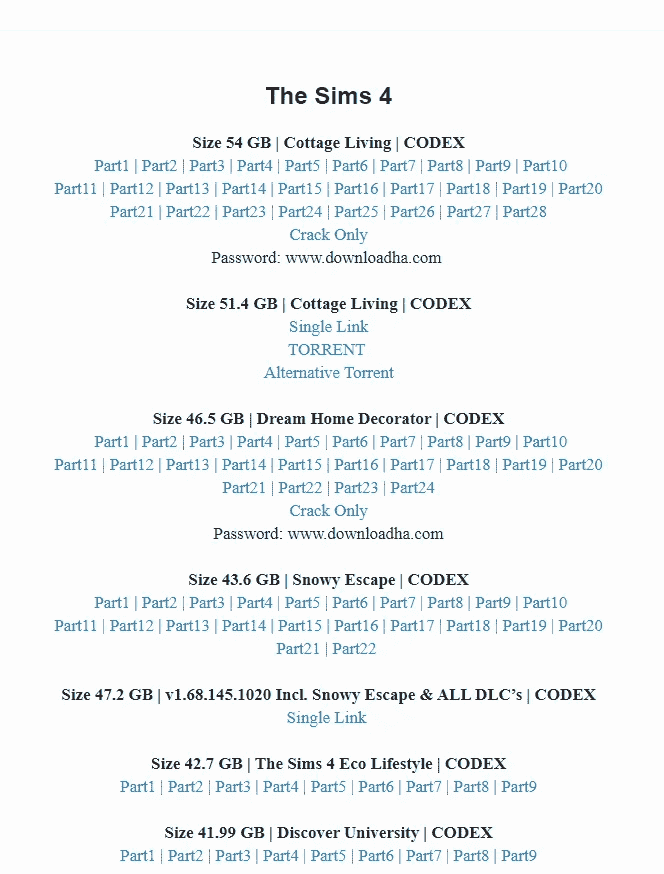 The Sims 4
Size 54 GB | Cottage Living | CODEX
Part1 | Part2 | Part3 | Part4 | Part5 | Part6 | Part7 | Part8 | Part9 | Part10
Part11 | Part12 | Part13 | Part14 | Part15 | Part16 | Part17 | Part18 | Part19 | Part20
Part21 | Part22 | Part23 | Part24 | Part25 | Part26 | Part27 | Part28
Crack Only
Password: www.downloadha.com
Size 51.4 GB | Cottage Living | CODEX
Single Link
TORRENT
Alternative Torrent
Size 46.5 GB | Dream Home Decorator | CODEX
Part1 | Part2 | Part3 | Part4 | Part5 | Part6 | Part7 | Part8 | Part9 | Part10
Part11 | Part12 | Part13 | Part14 | Part15 | Part16 | Part17 | Part18 | Part19 | Part20
Part21 | Part22 | Part23 | Part24
Crack Only
Password: www.downloadha.com
Size 43.6 GB | Snowy Escape | CODEX
Part1 | Part2 | Part3 | Part4 | Part5 | Part6 | Part7 | Part8 | Part9 | Part10
Part11 | Part12 | Part13 | Part14 | Part15 | Part16 | Part17 | Part18 | Part19 | Part20
Part21 | Part22
Size 47.2 GB | v1.68.145.1020 Incl. Snowy Escape & ALL DLC’s | CODEX
Single Link
Size 42.7 GB | The Sims 4 Eco Lifestyle | CODEX
Part1 | Part2 | Part3 | Part4 | Part5 | Part6 | Part7 | Part8 | Part9
Size 41.99 GB | Discover University | CODEX
Part1 | Part2 | Part3 | Part4 | Part5 | Part6 | Part7 | Part8 | Part9